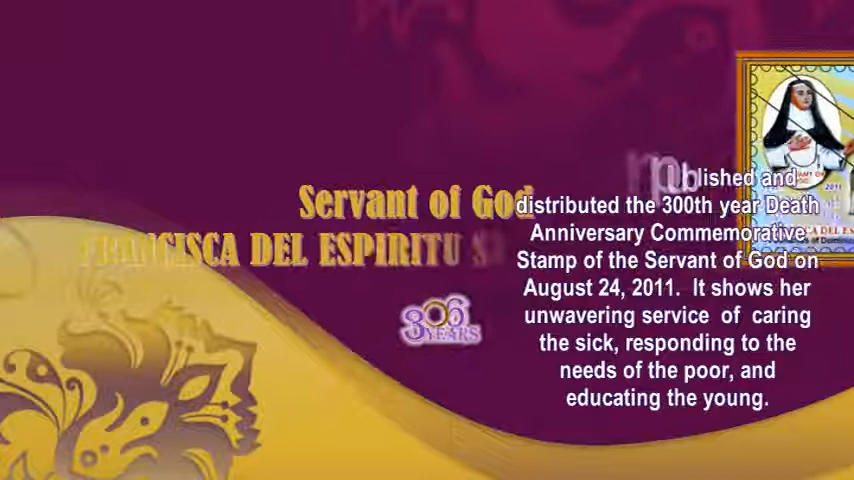 Servant of God
FRANCISCA DEL ESPIRITU
306
YEARS
blished and
distributed the 300th year Death
Anniversary Commemorative
Stamp of the Servant of God on
August 24, 2011. It shows her
unwavering service of caring
the sick, responding to the
needs of the poor, and
educating the young.
2011